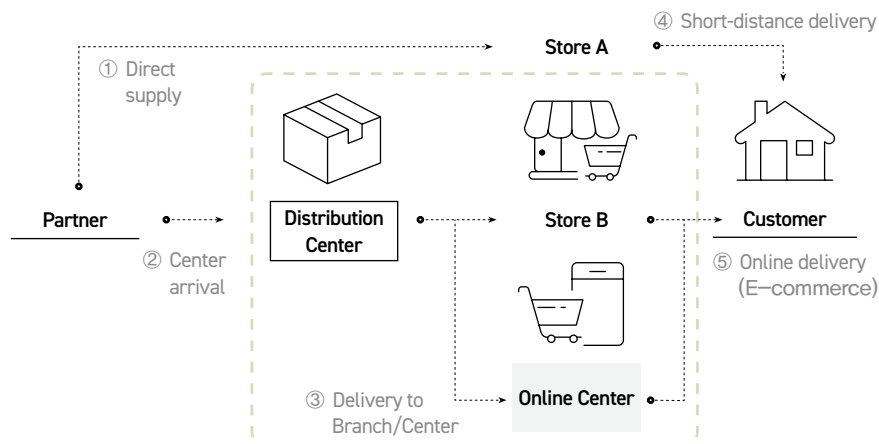 ④ Short-distance delivery
Store A
① Direct
supply
Partner
Distribution
Center
Store B
Customer
② Center
arrival
⑤ Online delivery
(E-commerce)
③ Delivery to
Branch/Center
Online Center